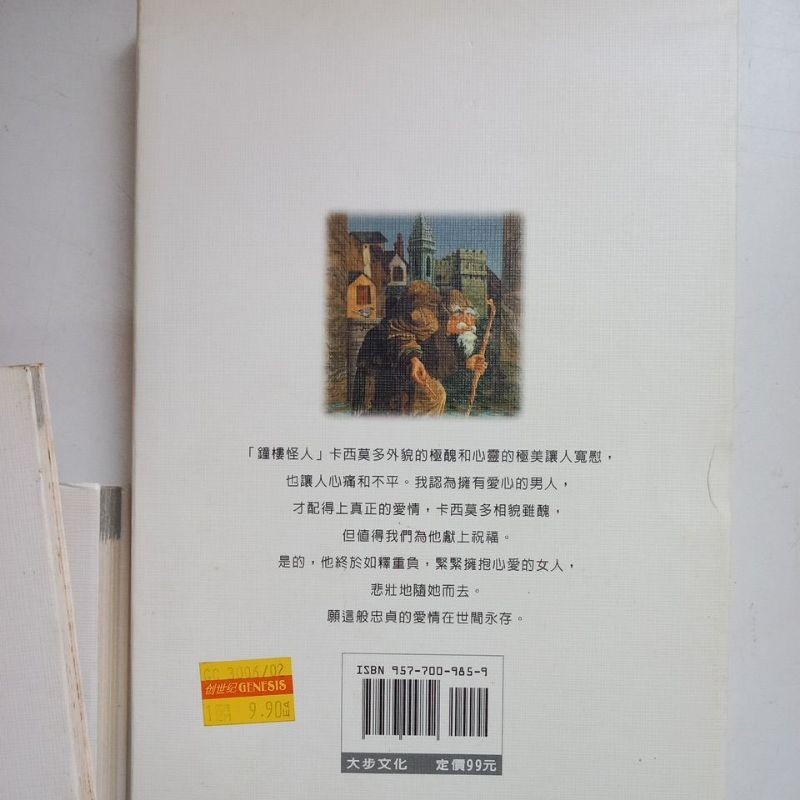 「鐘樓怪人」卡西莫多外貌的極醜和心靈的極美讓人寬慰，
也讓人心痛和不平。我認為擁有愛心的男人，
才配得上真正的愛情，卡西莫多相貌雖醜，
但值得我們為他獻上祝福。
是的，他終於如釋重負，緊緊擁抱心愛的女人，
悲壯地隨她而去。
願這般忠貞的愛情在世間永存。
ISBN 957-700-985-9
大步文化 定價99元
3006/02
创世纪 GENESIS
9.90